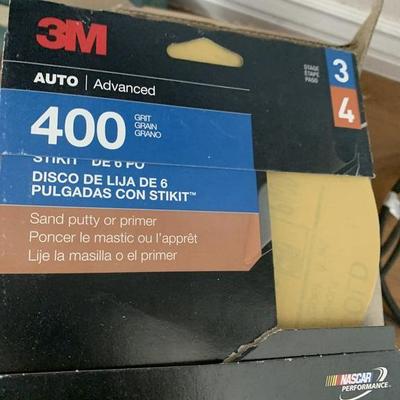 3M
AUTO | Advanced
STAGE
ÉTAPE
PASO
3
4
400
GRIT
GRAIN
GRANO
STIKIT™ DE 6 PO
DISCO DE LIJA DE 6
PULGADAS CON STIKIT™
Sand putty or primer
Poncer le mastic ou l'apprêt
Lije la masilla o el primer
NASCAR
PERFORMANCE